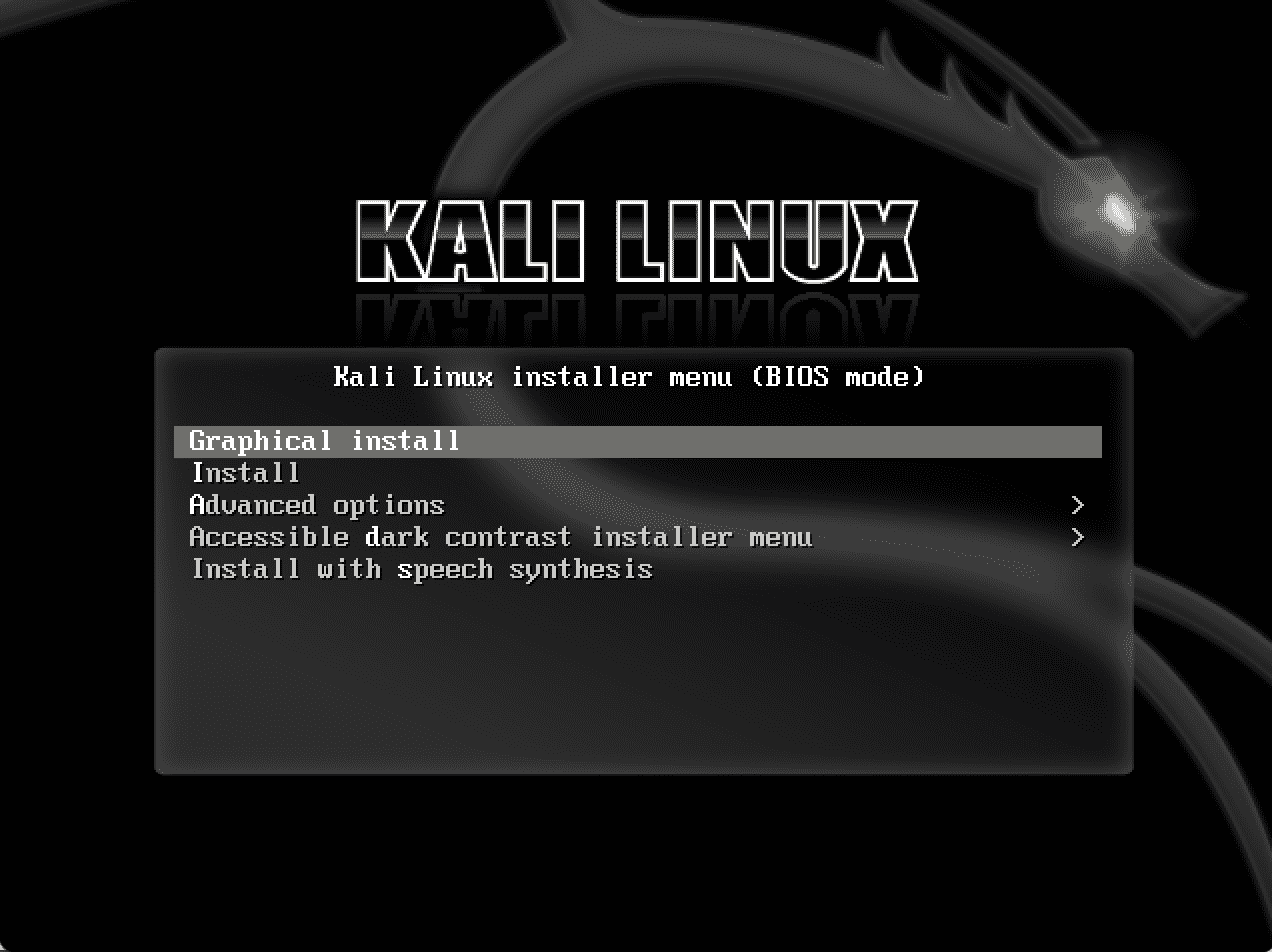 KALI LINUX
Kali Linux installer menu (BIOS mode)
Graphical install
Install
Advanced options >
Accessible dark contrast installer menu >
Install with speech synthesis